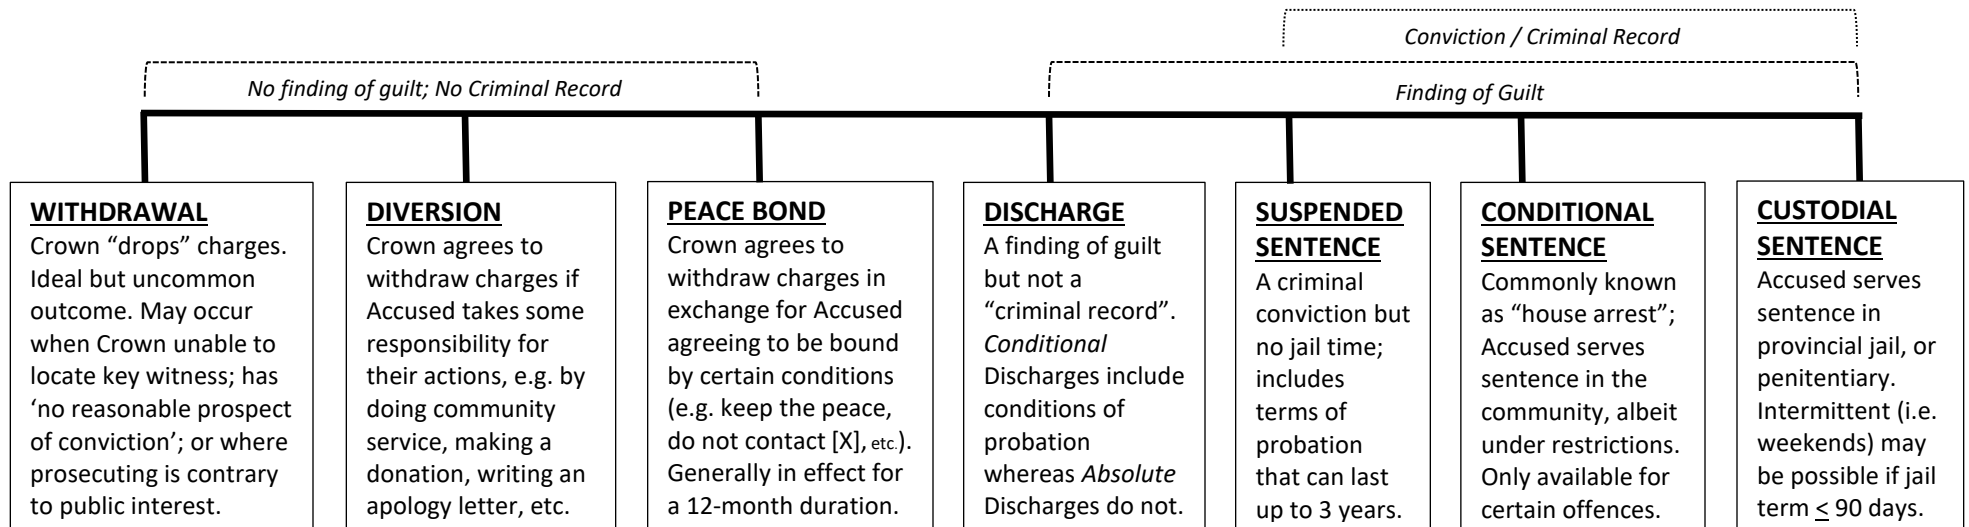 Conviction / Criminal Record
No finding of guilt; No Criminal Record
Finding of Guilt
WITHDRAWAL
Crown “drops” charges.
Ideal but uncommon
outcome. May occur
when Crown unable to
locate key witness; has
‘no reasonable prospect
of conviction’; or where
prosecuting is contrary
to public interest.
DIVERSION
Crown agrees to
withdraw charges if
Accused takes some
responsibility for
their actions, e.g. by
doing community
service, making a
donation, writing an
apology letter, etc.
PEACE BOND
Crown agrees to
withdraw charges in
exchange for Accused
agreeing to be bound
by certain conditions
(e.g. keep the peace,
do not contact [X], etc.).
Generally in effect for
a 12-month duration.
DISCHARGE
A finding of guilt
but not a
“criminal record”.
Conditional
Discharges include
conditions of
probation
whereas Absolute
Discharges do not.
SUSPENDED
SENTENCE
A criminal
conviction but
no jail time;
includes
terms of
probation
that can last
up to 3 years.
CONDITIONAL
SENTENCE
Commonly known
as “house arrest”;
Accused serves
sentence in the
community, albeit
under restrictions.
Only available for
certain offences.
CUSTODIAL
SENTENCE
Accused serves
sentence in
provincial jail, or
penitentiary.
Intermittent (i.e.
weekends) may
be possible if jail
term ≤ 90 days.